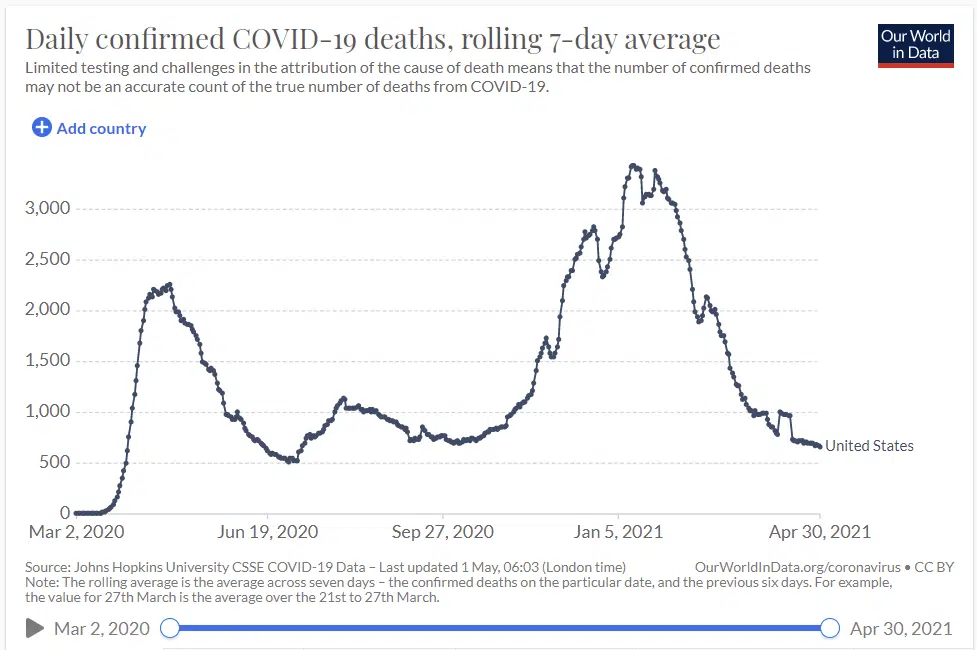 Daily confirmed COVID-19 deaths, rolling 7-day average
Our World
in Data
Limited testing and challenges in the attribution of the cause of death means that the number of confirmed deaths
may not be an accurate count of the true number of deaths from COVID-19.
Add country
3,000
2,500
2,000
1,500
1,000
500
0
United States
Mar 2, 2020
Jun 19, 2020
Sep 27, 2020
Jan 5, 2021
Apr 30, 2021
Source: Johns Hopkins University CSSE COVID-19 Data – Last updated 1 May, 06:03 (London time)
OurWorldInData.org/coronavirus • CC BY
Note: The rolling average is the average across seven days – the confirmed deaths on the particular date, and the previous six days. For example,
the value for 27th March is the average over the 21st to 27th March.
Mar 2, 2020
Apr 30, 2021